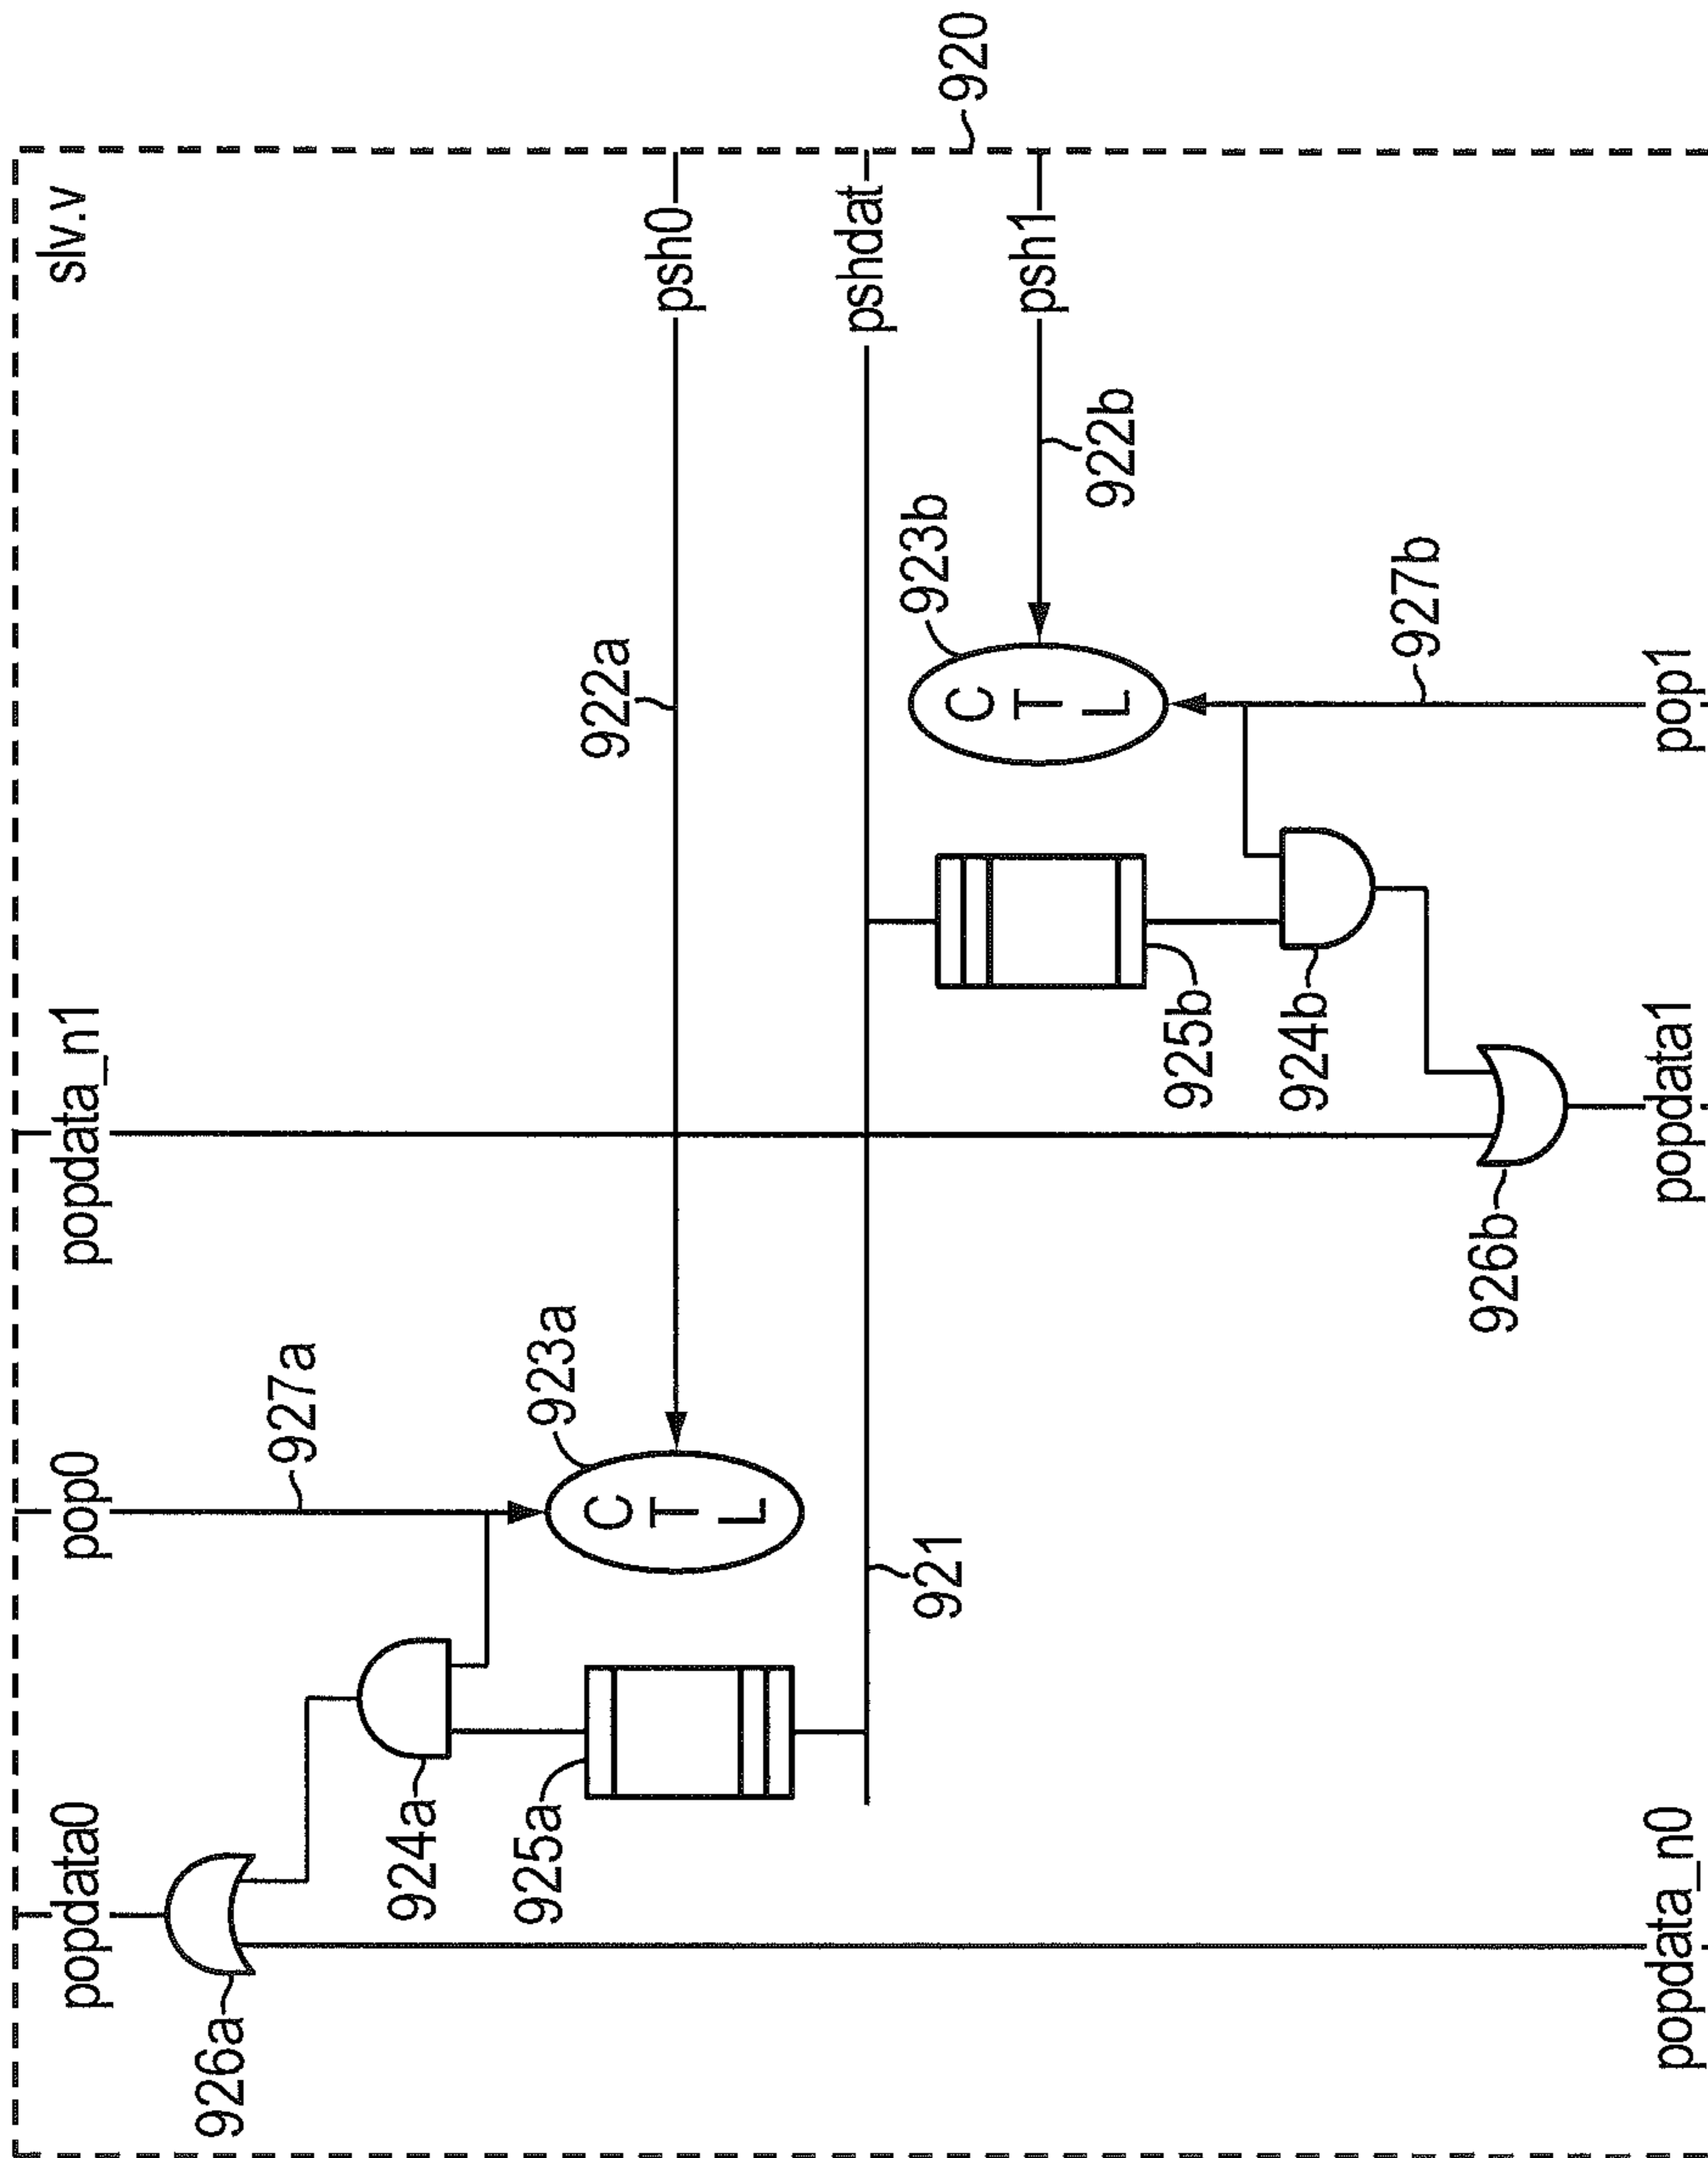 popdata0
pop0
popdata_n1
slv.v
926a
927a
924a
925a
923a
922a
C
T
L
psh0
pshdat
921
923b
920
C
T
L
psh1
922b
925b
924b
927b
926b
popdata_n0
popdata1
pop1